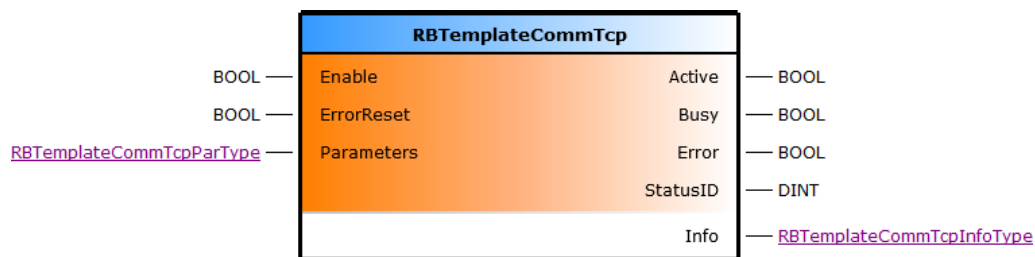 RBTemplateCommTcp
BOOL Enable Active BOOL
BOOL ErrorReset Busy BOOL
RBTemplateCommTcpParType Parameters Error BOOL
StatusID DINT
Info RBTemplateCommTcpInfoType